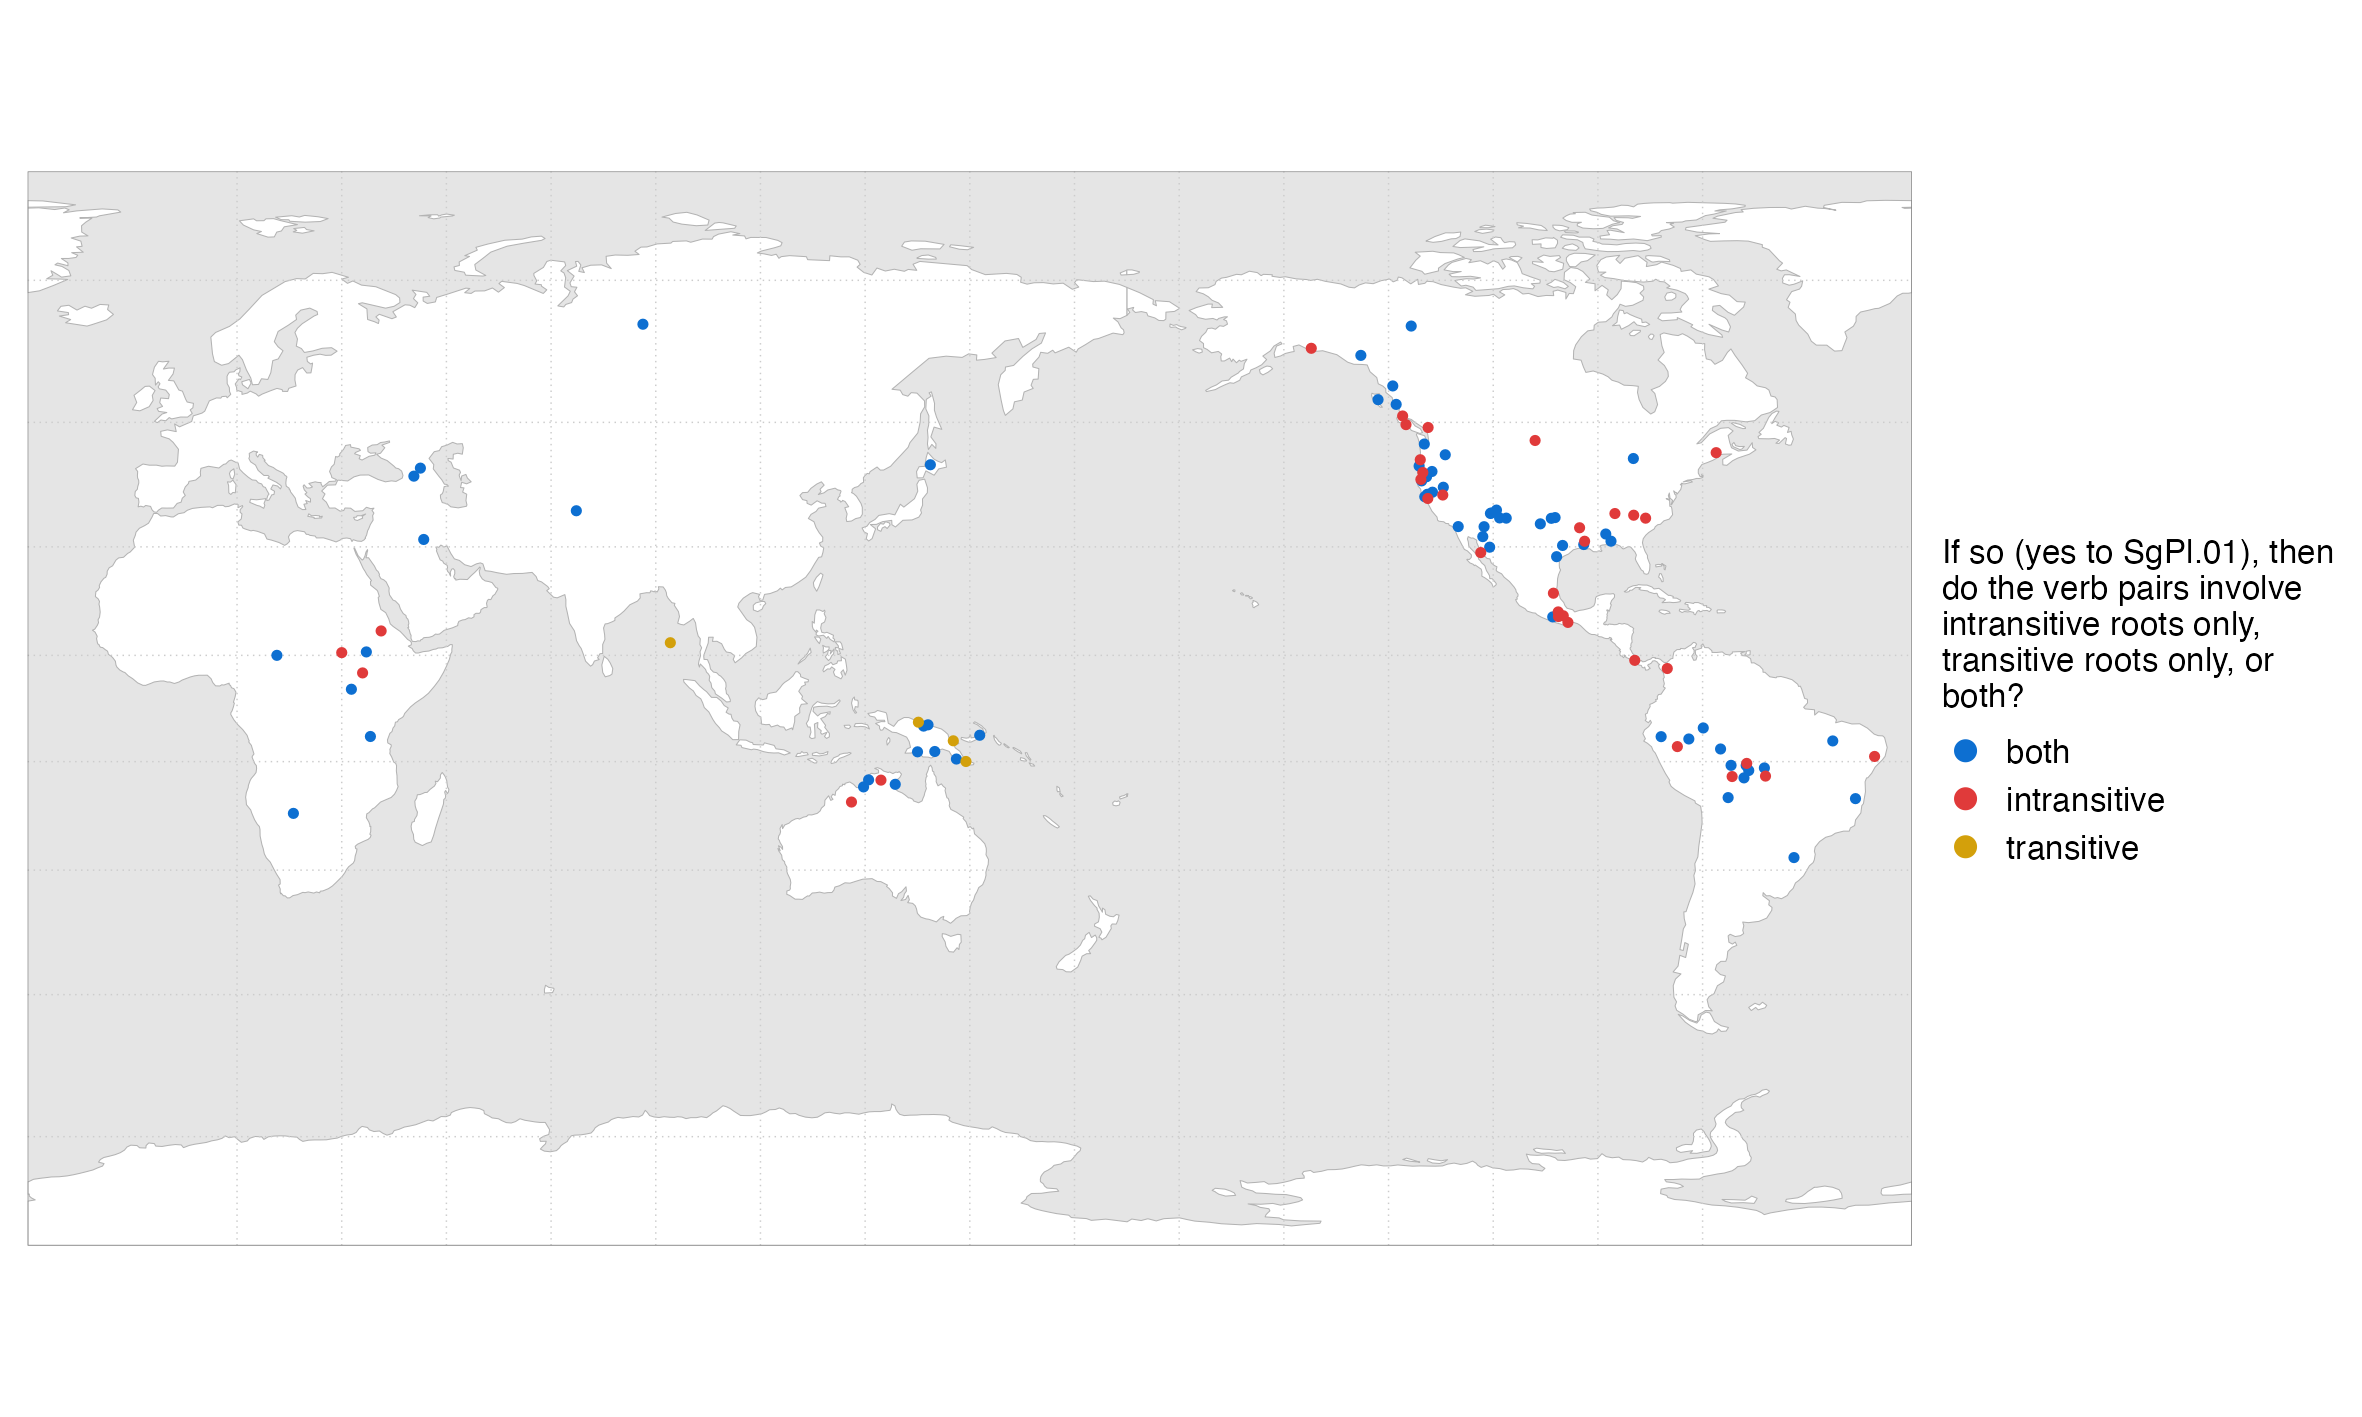 If so (yes to SgPl.01), then
do the verb pairs involve
intransitive roots only,
transitive roots only, or
both?
both
intransitive
transitive